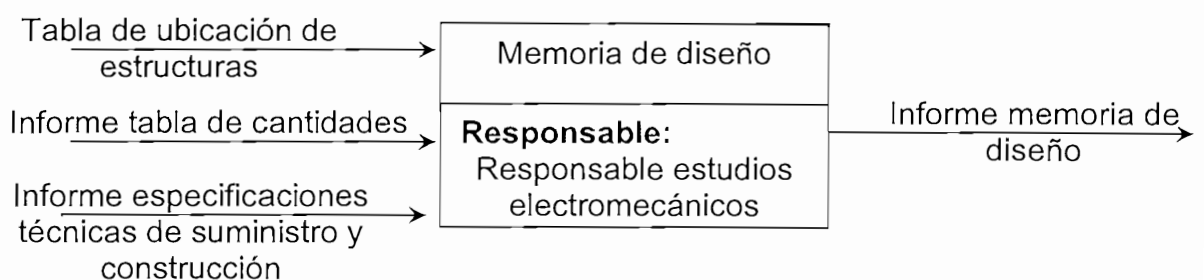 Tabla de ubicación de
estructuras
Informe tabla de cantidades
Informe especificaciones
técnicas de suministro y
construcción
Memoria de diseño
Responsable:
Responsable estudios
electromecánicos
Informe memoria de
diseño